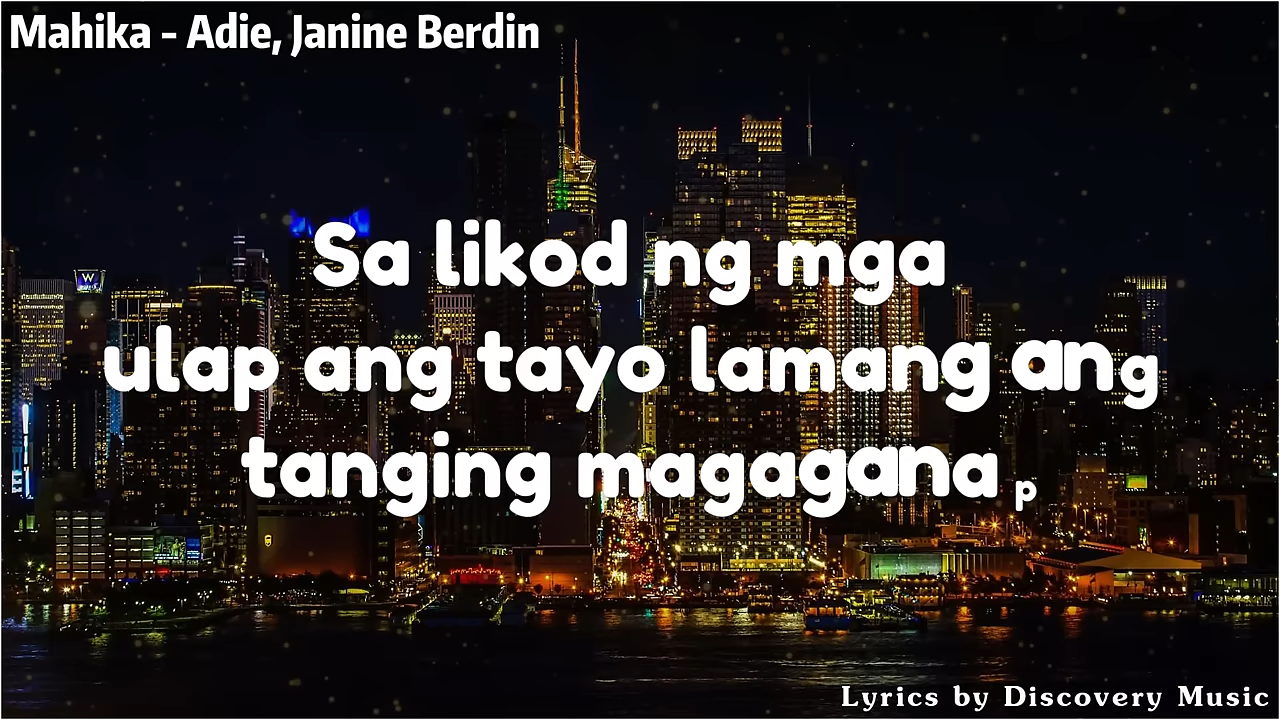 Mahika - Adie, Janine Berdin
W
Sa likod ng mga
ulap ang tayo lamang ang
tanging magagana p
Lyrics by Discovery Music